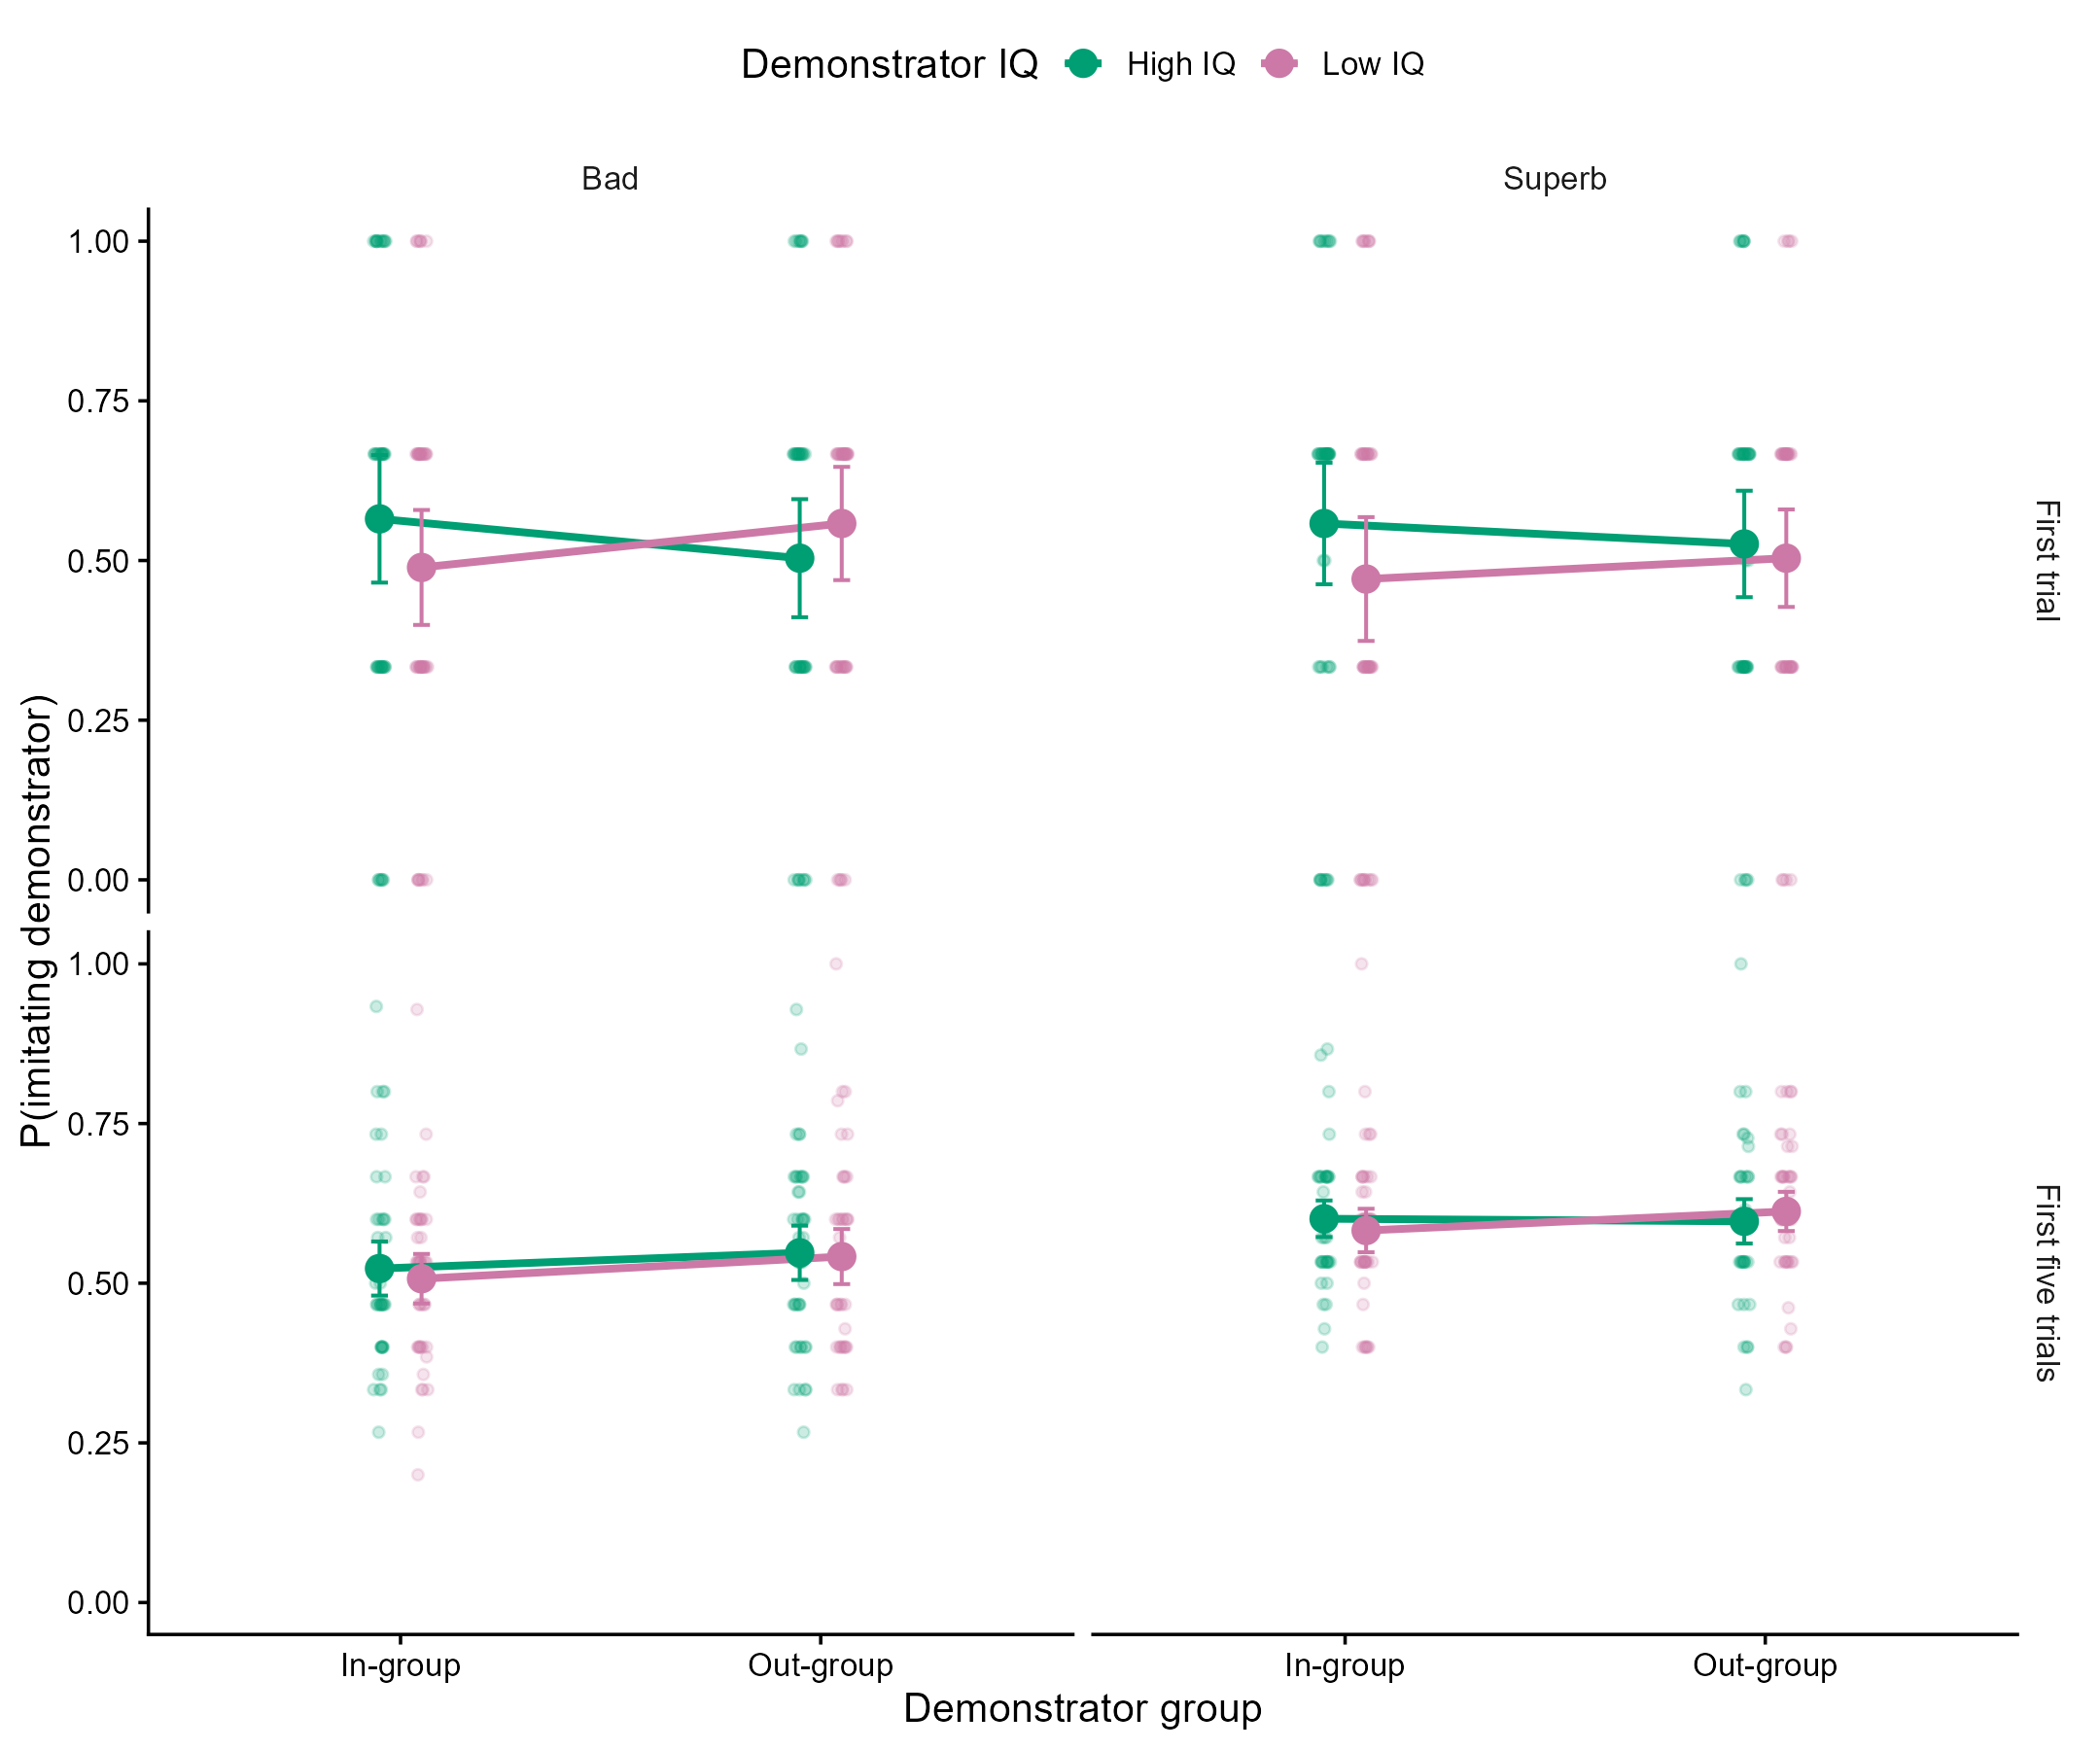 Demonstrator IQ High IQ Low IQ
Bad Superb
1.00
0.75
0.50
0.25
0.00
First trial
1.00
0.75
0.50
0.25
0.00
First five trials
P(imitating demonstrator)
In-group Out-group In-group Out-group
Demonstrator group